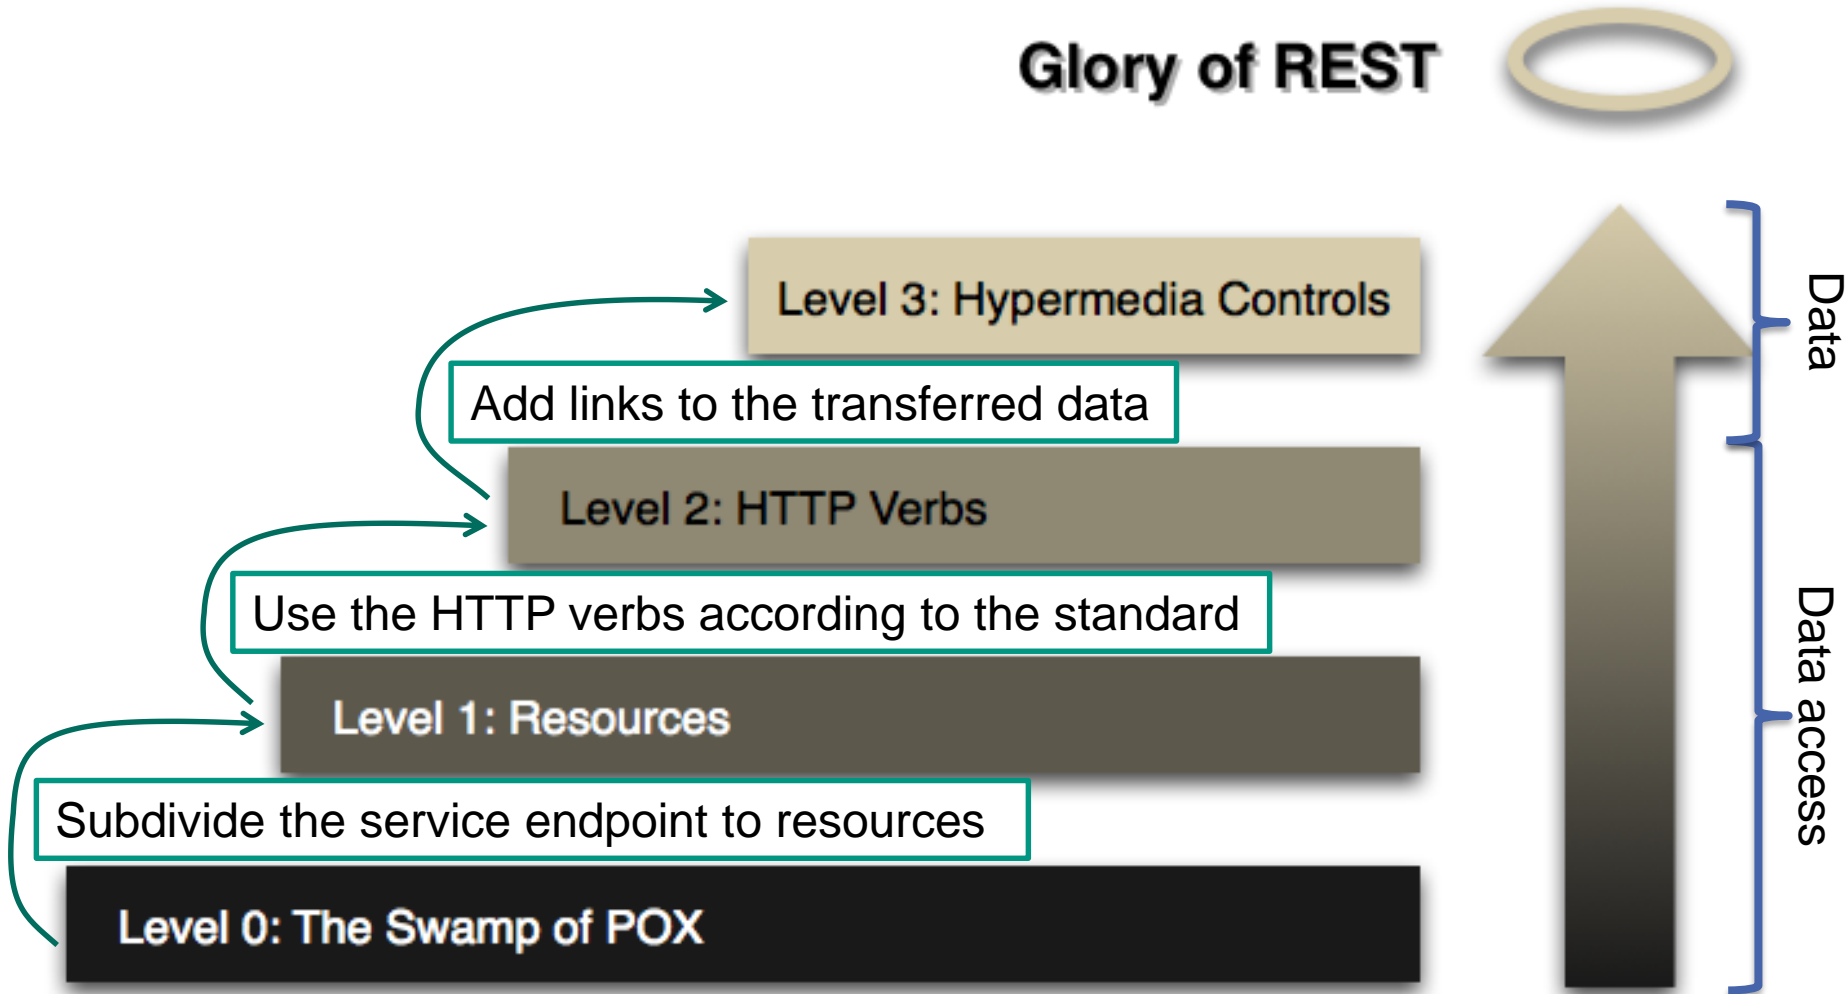 Glory of REST
Level 3: Hypermedia Controls
Add links to the transferred data
Level 2: HTTP Verbs
Use the HTTP verbs according to the standard
Level 1: Resources
Subdivide the service endpoint to resources
Level 0: The Swamp of POX
Data
Data access